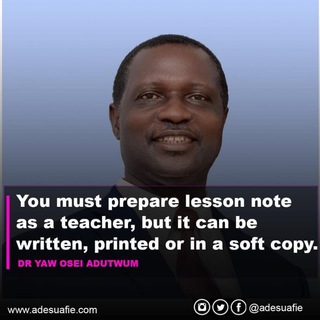 You must prepare lesson note
as a teacher, but it can be
written, printed or in a soft copy.
DR YAW OSEI ADUTWUM
www.adesuafie.com
@adesuafie